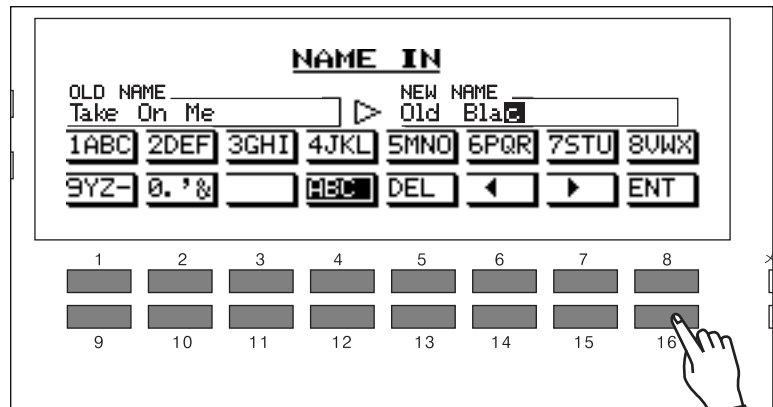 NAME IN
OLD NAME NEW NAME
Take On Me Old Blac
1ABC 2DEF 3GHI 4JKL 5MNO 6PQR 7STU 8VWX
9YZ- 0.'& ABC DEL ◀ ▶ ENT
1 2 3 4 5 6 7 8
9 10 11 12 13 14 15 16